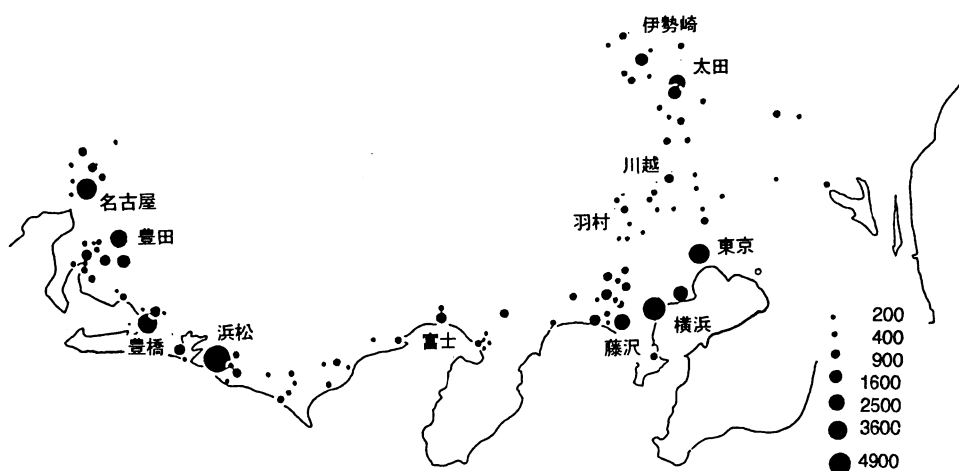 伊勢崎
太田
川越
名古屋
羽村
豊田
東京
浜松
富士
横浜
豊橋
藤沢
200
400
900
1600
2500
3600
4900